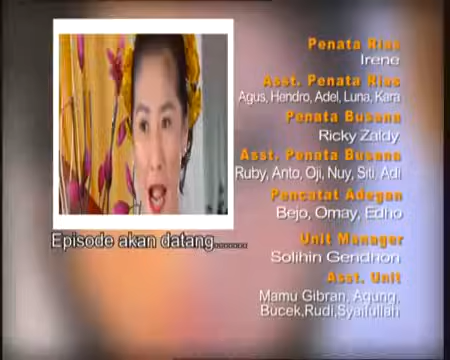 Penata Rias
Irene
Asst. Penata Rias
Agus, Hendro, Adel, Luna, Kara
Penata Busana
Ricky Zaldy
Asst. Penata Busana
Ruby, Anto, Oji, Nuy, Siti, Adi
Pencatat Adegan
Bejo, Omay, Edho
Episode akan datang.......
Unit Manager
Solihin Gendhon
Asst. Unit
Mamu Gibran, Agung,
Bucek,Rudi,Syaifullah